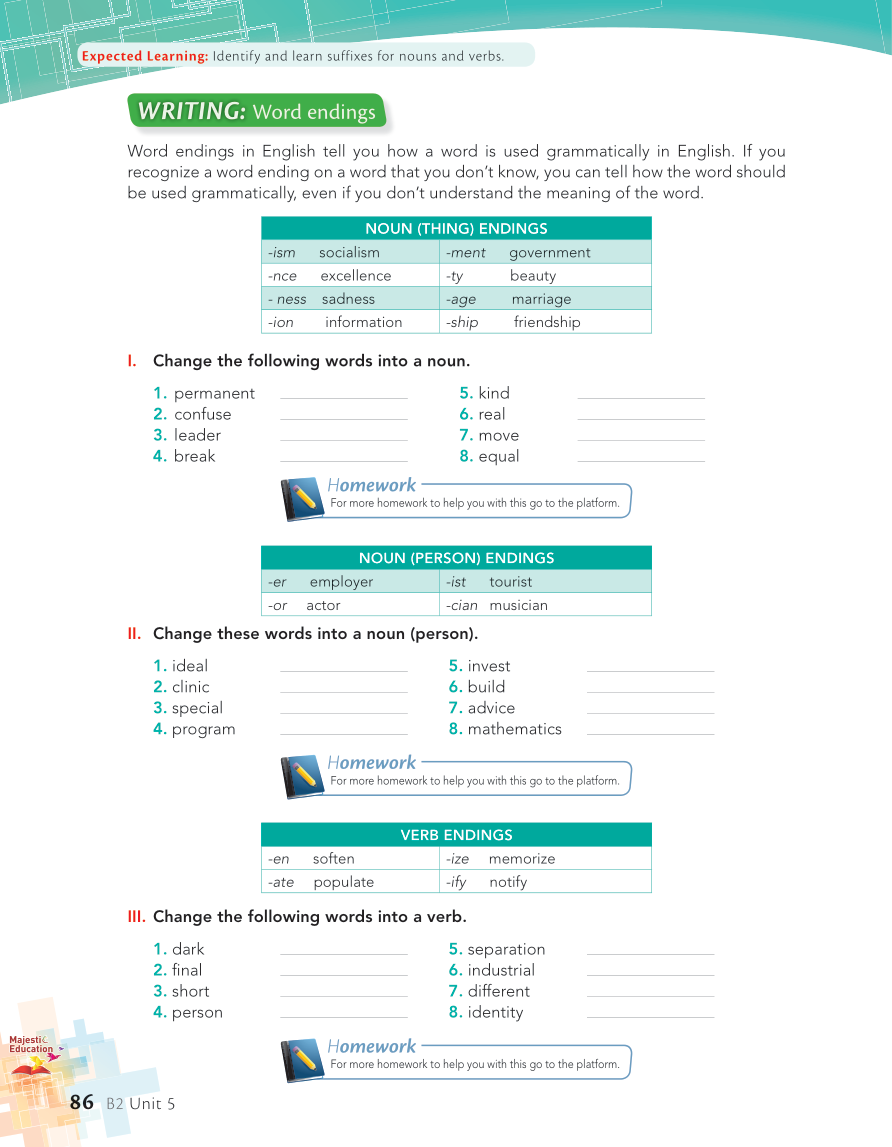 Expected Learning: Identify and learn suffixes for nouns and verbs.
WRITING: Word endings
Word endings in English tell you how a word is used grammatically in English. If you
recognize a word ending on a word that you don't know, you can tell how the word should
be used grammatically, even if you don't understand the meaning of the word.
NOUN (THING) ENDINGS
-ism socialism -ment government
-nce excellence -ty beauty
- ness sadness -age marriage
-ion information -ship friendship
I. Change the following words into a noun.
1. permanent 5. kind
2. confuse 6. real
3. leader 7. move
4. break 8. equal
Homework
For more homework to help you with this go to the platform.
NOUN (PERSON) ENDINGS
-er employer -ist tourist
-or actor -cian musician
II. Change these words into a noun (person).
1. ideal 5. invest
2. clinic 6. build
3. special 7. advice
4. program 8. mathematics
Homework
For more homework to help you with this go to the platform.
VERB ENDINGS
-en soften -ize memorize
-ate populate -ify notify
III. Change the following words into a verb.
1. dark 5. separation
2. final 6. industrial
3. short 7. different
4. person 8. identity
Homework
For more homework to help you with this go to the platform.
Majestic
Education
86 B2 Unit 5